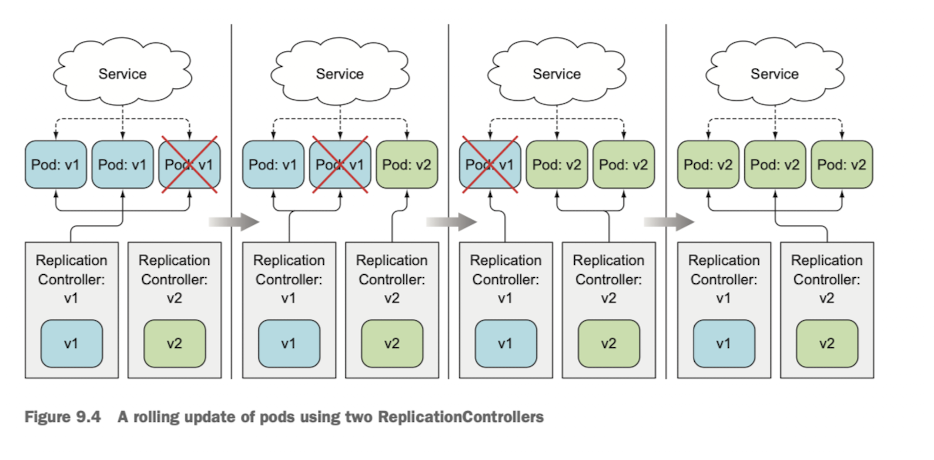 Service
Service
Service
Service
Pod: v1 Pod: v1 Pod: v1
Pod: v1 Pod: v1 Pod: v2
Pod: v1 Pod: v2 Pod: v2
Pod: v2 Pod: v2 Pod: v2
Replication
Controller:
v1
v1
Replication
Controller:
v2
v2
Replication
Controller:
v1
v1
Replication
Controller:
v2
v2
Replication
Controller:
v1
v1
Replication
Controller:
v2
v2
Replication
Controller:
v1
v1
Replication
Controller:
v2
v2
Figure 9.4 A rolling update of pods using two ReplicationControllers